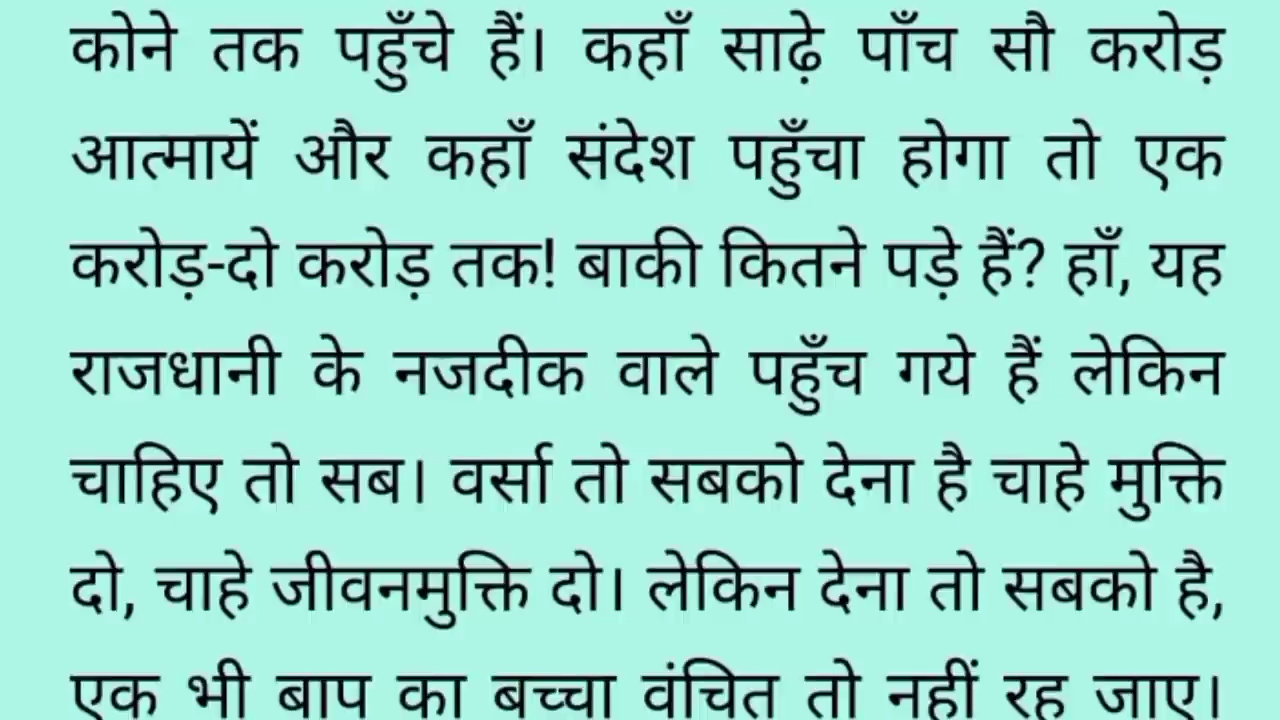 कोने तक पहुँचे हैं। कहाँ साढ़े पाँच सौ करोड़
आत्मायें और कहाँ संदेश पहुँचा होगा तो एक
करोड़-दो करोड़ तक! बाकी कितने पड़े हैं? हाँ, यह
राजधानी के नजदीक वाले पहुँच गये हैं लेकिन
चाहिए तो सब। वर्सा तो सबको देना है चाहे मुक्ति
दो, चाहे जीवनमुक्ति दो। लेकिन देना तो सबको है,
एक भी बाप का बच्चा वंचित तो नहीं रह जाए।